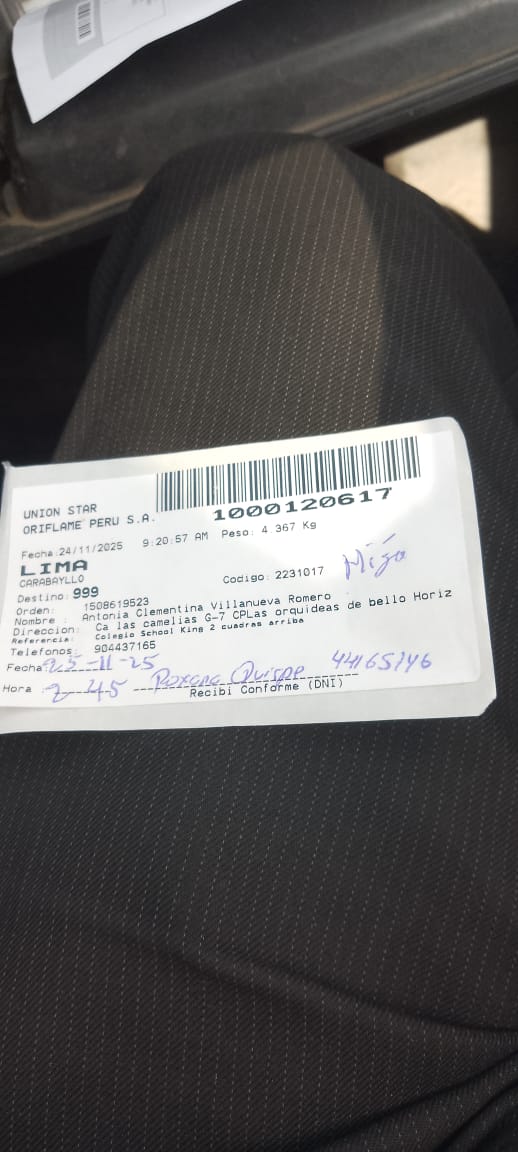 UNION STAR
ORIFLAME PERU S.A.
1000120617
Fecha:24/11/2025 9:20:57 AM Peso: 4.367 Kg
LIMA
CARABAYLLO
Destino: 999 Codigo: 2231017
Orden: 1508619523
Nombre : Antonia Clementina Villanueva Romero
Direccion: Ca las camelias G-7 CPLas orquideas de bello Horiz
Referencia: Colegio School King 2 cuadras arriba
Telefonos: 904437165
Fecha: 25-11-25
Hora : 2-45 Roxana Quispe 44165746
Recibi Conforme (DNI)